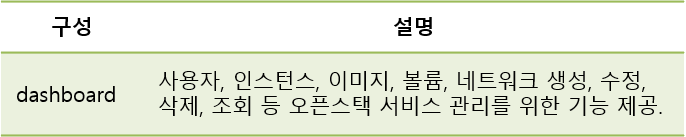 구성 설명
dashboard 사용자, 인스턴스, 이미지, 볼륨, 네트워크 생성, 수정,
삭제, 조회 등 오픈스택 서비스 관리를 위한 기능 제공.